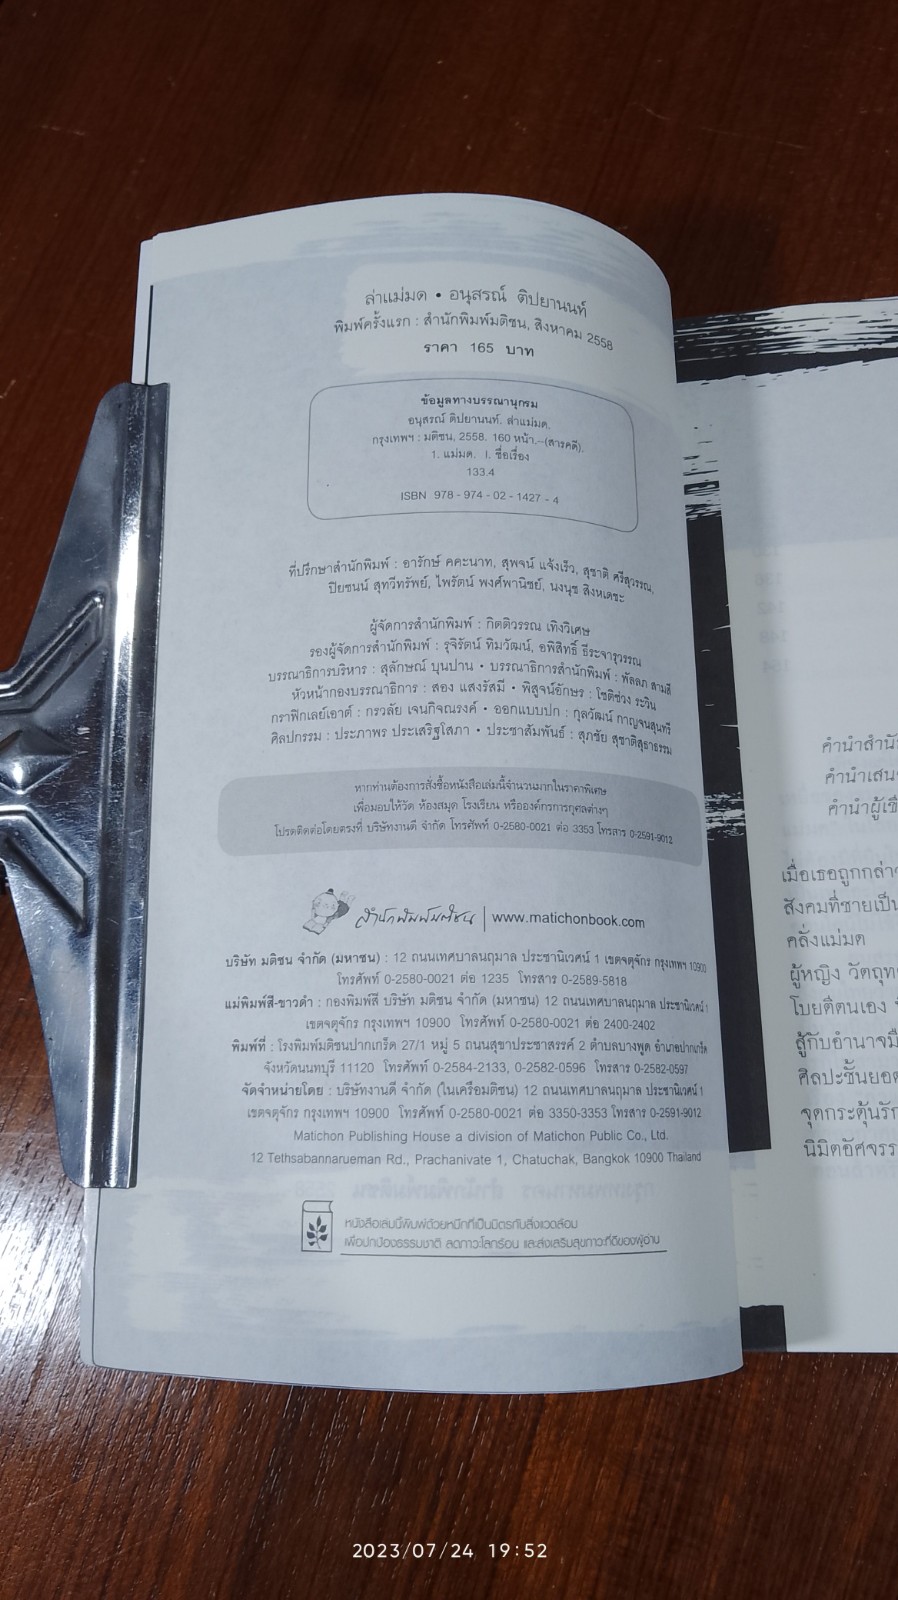 ล่าแม่มด • อนุสรณ์ ติปยานนท์
พิมพ์ครั้งแรก : สำนักพิมพ์มติชน, สิงหาคม 2558
ราคา 165 บาท
ข้อมูลทางบรรณานุกรม
อนุสรณ์ ติปยานนท์. ล่าแม่มด.
กรุงเทพฯ : มติชน, 2558. 160 หน้า.--(สารคดี).
1. แม่มด. I. ชื่อเรื่อง
133.4
ISBN 978 - 974 - 02 - 1427 - 4
ที่ปรึกษาสำนักพิมพ์ : อารักษ์ คคะนาท, สุพจน์ แจ้งเร็ว, สุชาติ ศรีสุวรรณ,
ปิยชนน์ สุทวีทรัพย์, ไพรัตน์ พงศ์พานิชย์, นงนุช สิงหเดชะ
ผู้จัดการสำนักพิมพ์ : กิตติวรรณ เทิงวิเศษ
รองผู้จัดการสำนักพิมพ์ : รุจิรัตน์ ทิมวัฒน์, อพิสิทธิ์ ธีระจารุวรรณ
บรรณาธิการบริหาร : สุลักษณ์ บุนปาน • บรรณาธิการสำนักพิมพ์ : พัลลภ สามสี
หัวหน้ากองบรรณาธิการ : สอง แสงรัสมี • พิสูจน์อักษร : โชติช่วง ระวิน
กราฟิกเลย์เอาต์ : กรวลัย เจนกิจณรงค์ • ออกแบบปก : กุลวัฒน์ กาญจนสุนทรี
ศิลปกรรม : ประภาพร ประเสริฐโสภา • ประชาสัมพันธ์ : สุภชัย สุชาติสุธาธรรม
หากท่านต้องการสั่งซื้อหนังสือเล่มนี้จำนวนมากในราคาพิเศษ
เพื่อมอบให้วัด ห้องสมุด โรงเรียน หรือองค์กรการกุศลต่างๆ
โปรดติดต่อโดยตรงที่ บริษัทงานดี จำกัด โทรศัพท์ 0-2580-0021 ต่อ 3353 โทรสาร 0-2591-9012
สำนักพิมพ์มติชน | www.matichonbook.com
บริษัท มติชน จำกัด (มหาชน) : 12 ถนนเทศบาลนฤมาล ประชานิเวศน์ 1 เขตจตุจักร กรุงเทพฯ 10900
โทรศัพท์ 0-2580-0021 ต่อ 1235 โทรสาร 0-2589-5818
แม่พิมพ์สี-ขาวดำ : กองพิมพ์สี บริษัท มติชน จำกัด (มหาชน) 12 ถนนเทศบาลนฤมาล ประชานิเวศน์ 1
เขตจตุจักร กรุงเทพฯ 10900 โทรศัพท์ 0-2580-0021 ต่อ 2400-2402
พิมพ์ที่ : โรงพิมพ์มติชนปากเกร็ด 27/1 หมู่ 5 ถนนสุขาประชาสรรค์ 2 ตำบลบางพูด อำเภอปากเกร็ด
จังหวัดนนทบุรี 11120 โทรศัพท์ 0-2584-2133, 0-2582-0596 โทรสาร 0-2582-0597
จัดจำหน่ายโดย : บริษัทงานดี จำกัด (ในเครือมติชน) 12 ถนนเทศบาลนฤมาล ประชานิเวศน์ 1
เขตจตุจักร กรุงเทพฯ 10900 โทรศัพท์ 0-2580-0021 ต่อ 3350-3353 โทรสาร 0-2591-9012
Matichon Publishing House a division of Matichon Public Co., Ltd.
12 Tethsabannarueman Rd., Prachanivate 1, Chatuchak, Bangkok 10900 Thailand
หนังสือเล่มนี้พิมพ์ด้วยหมึกที่เป็นมิตรกับสิ่งแวดล้อม
เพื่อปกป้องธรรมชาติ ลดภาวะโลกร้อน และส่งเสริมสุขภาวะที่ดีของผู้อ่าน
คำนำสำนั
คำนำเสน
คำนำผู้เขี
เมื่อเธอถูกกล่าว
สังคมที่ชายเป็น
คลั่งแม่มด
ผู้หญิง วัตถุท
โบยตีตนเอง
สู้กับอำนาจมื
ศิลปะชั้นยอด
จุดกระตุ้นรัก
นิมิตอัศจรร
2023/07/24 19:52